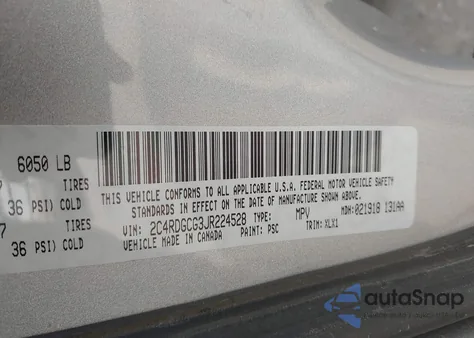 6050 LB
TIRES
36 PSI) COLD
7 TIRES
36 PSI) COLD
THIS VEHICLE CONFORMS TO ALL APPLICABLE U.S.A. FEDERAL MOTOR VEHICLE SAFETY
STANDARDS IN EFFECT ON THE DATE OF MANUFACTURE SHOWN ABOVE.
VIN: 2C4RDGCG3JR224528 TYPE: MPV MDH: 021918 131AA
VEHICLE MADE IN CANADA PAINT: PSC TRIM: XLX1
autoSnap